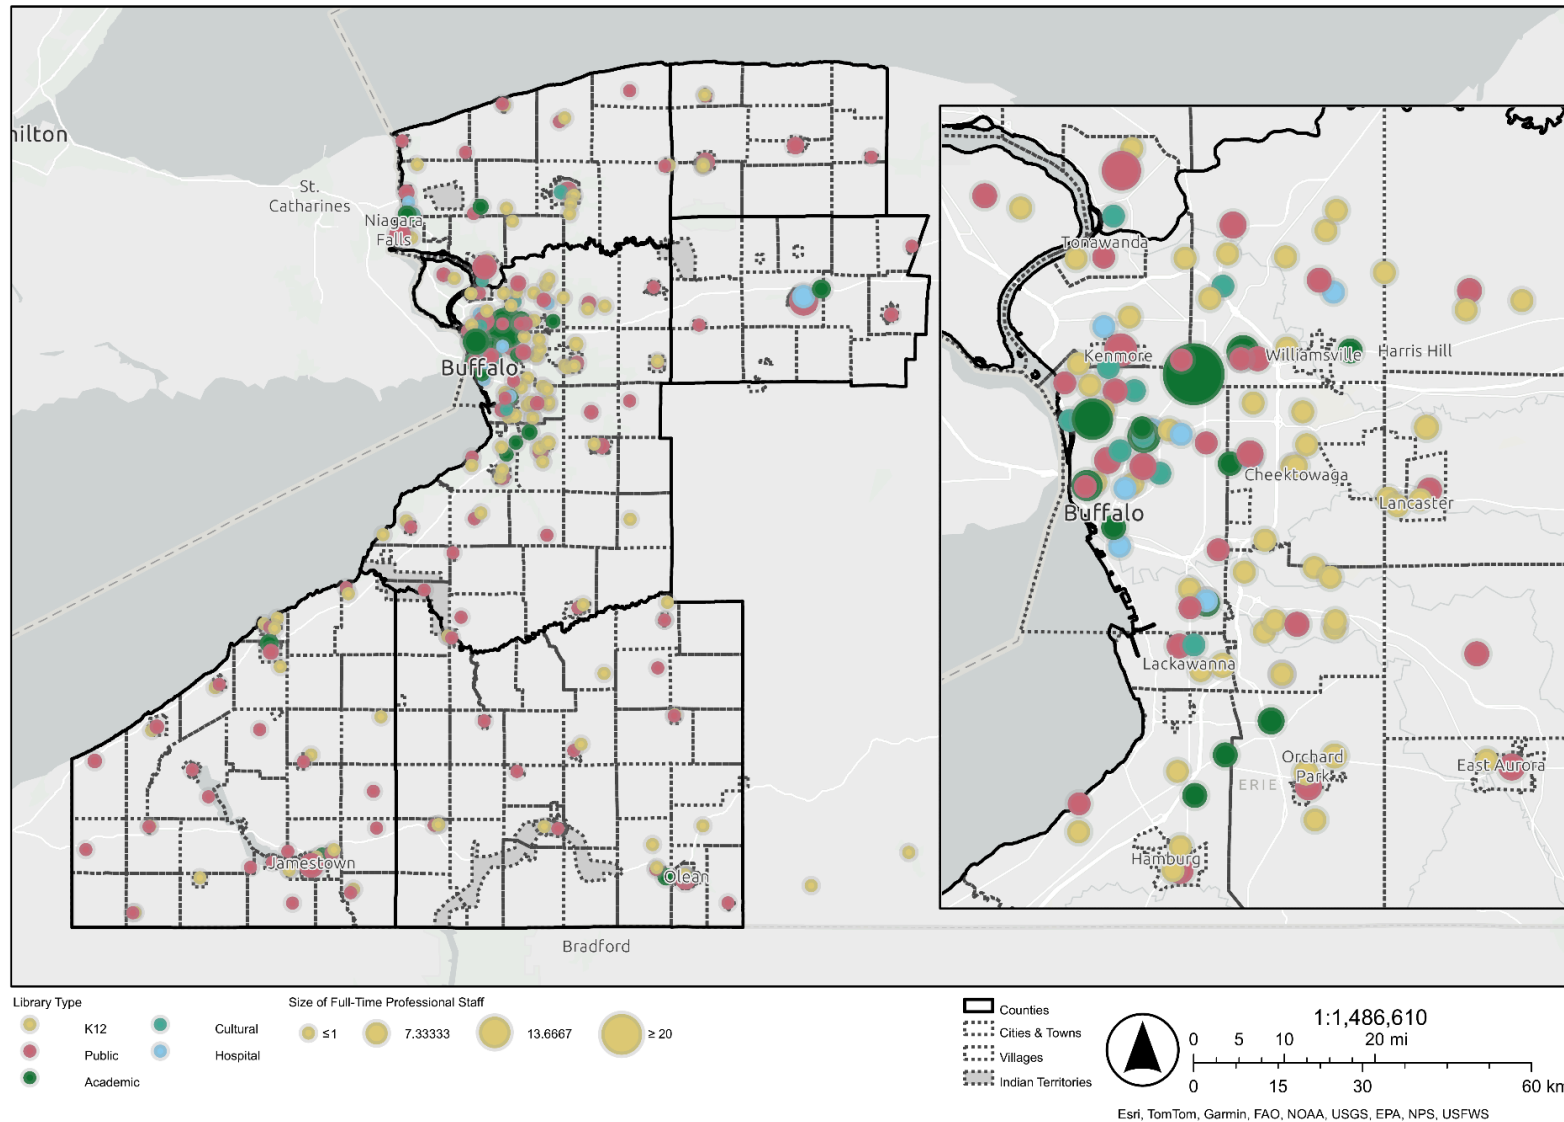 nilton
St.
Catharines
Niagara
Falls
Buffalo
Jamestown
Olean
Bradford
Tonawanda
Kenmore
Williamsville
Harris Hill
Cheektowaga
Lancaster
Buffalo
Lackawanna
Orchard
Park
ERIE
East Aurora
Hamburg
Library Type
K12
Public
Academic
Cultural
Hospital
Size of Full-Time Professional Staff
≤1
7.33333
13.6667
≥ 20
Counties
Cities & Towns
Villages
Indian Territories
1:1,486,610
0 5 10 20 mi
0 15 30 60 km
Esri, TomTom, Garmin, FAO, NOAA, USGS, EPA, NPS, USFWS